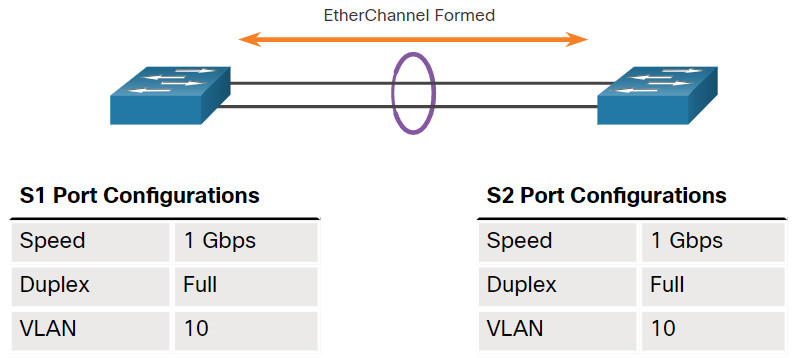 EtherChannel Formed
S1 Port Configurations
Speed 1 Gbps
Duplex Full
VLAN 10
S2 Port Configurations
Speed 1 Gbps
Duplex Full
VLAN 10